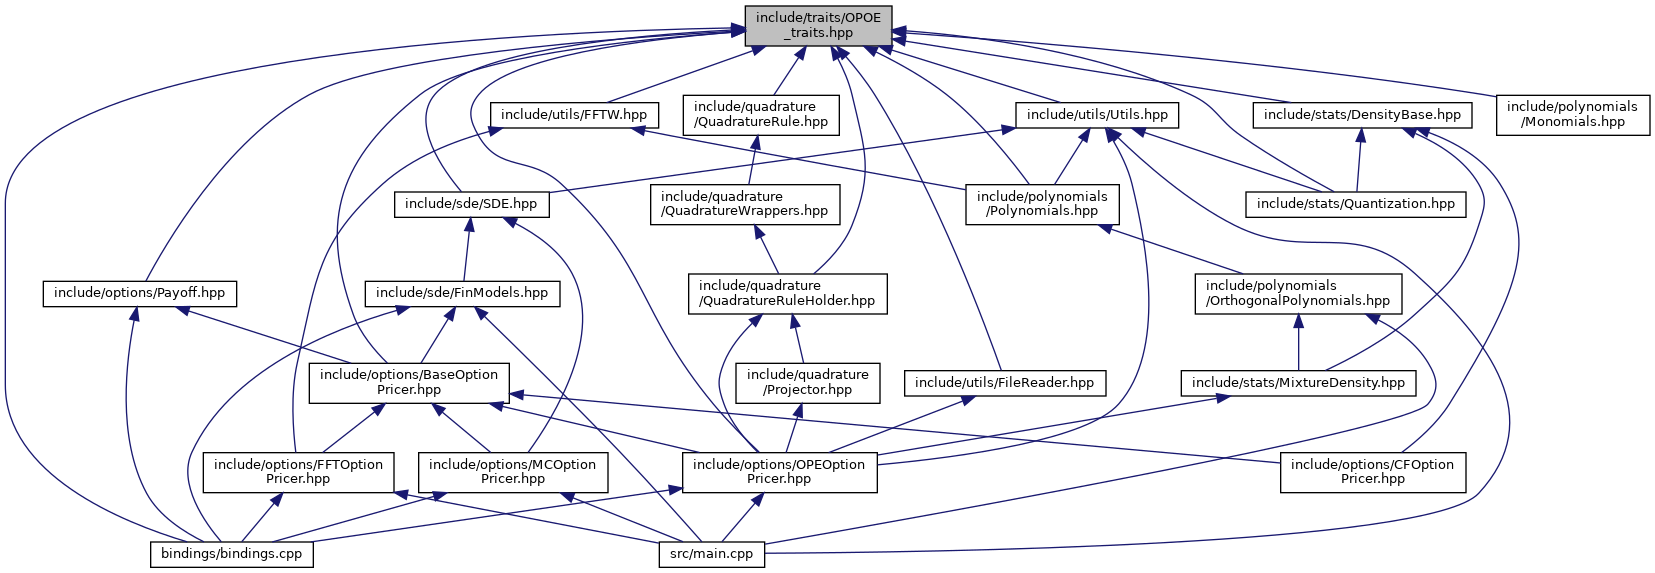 include/traits/OPOE
_traits.hpp
include/utils/FFTW.hpp
include/quadrature
/QuadratureRule.hpp
include/utils/Utils.hpp
include/stats/DensityBase.hpp
include/polynomials
/Monomials.hpp
include/sde/SDE.hpp
include/quadrature
/QuadratureWrappers.hpp
include/polynomials
/Polynomials.hpp
include/stats/Quantization.hpp
include/options/Payoff.hpp
include/sde/FinModels.hpp
include/quadrature
/QuadratureRuleHolder.hpp
include/polynomials
/OrthogonalPolynomials.hpp
include/options/BaseOption
Pricer.hpp
include/quadrature
/Projector.hpp
include/utils/FileReader.hpp
include/stats/MixtureDensity.hpp
include/options/FFTOption
Pricer.hpp
include/options/MCOption
Pricer.hpp
include/options/OPEOption
Pricer.hpp
include/options/CFOption
Pricer.hpp
bindings/bindings.cpp
src/main.cpp